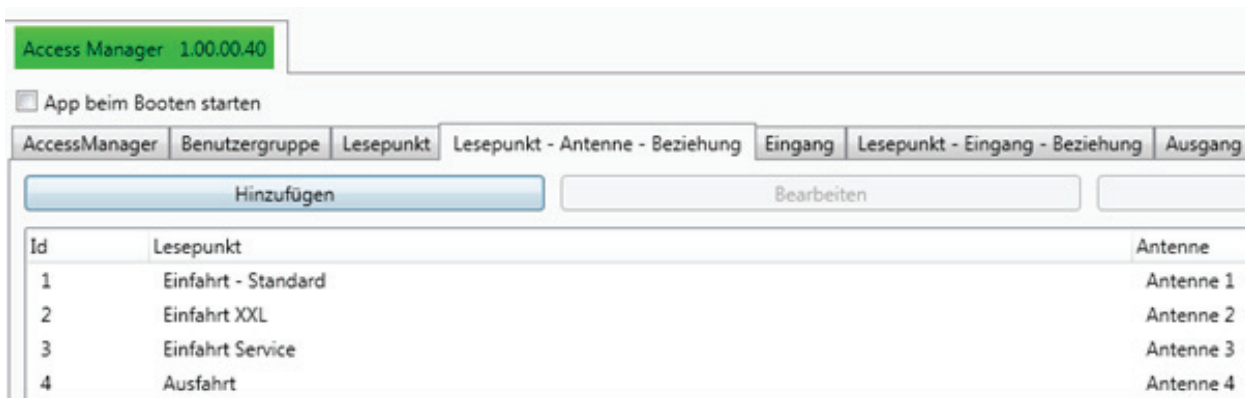 Access Manager 1.00.00.40
App beim Booten starten
AccessManager Benutzergruppe Lesepunkt Lesepunkt - Antenne - Beziehung Eingang Lesepunkt - Eingang - Beziehung Ausgang
Hinzufügen Bearbeiten
Id Lesepunkt Antenne
1 Einfahrt - Standard Antenne 1
2 Einfahrt XXL Antenne 2
3 Einfahrt Service Antenne 3
4 Ausfahrt Antenne 4